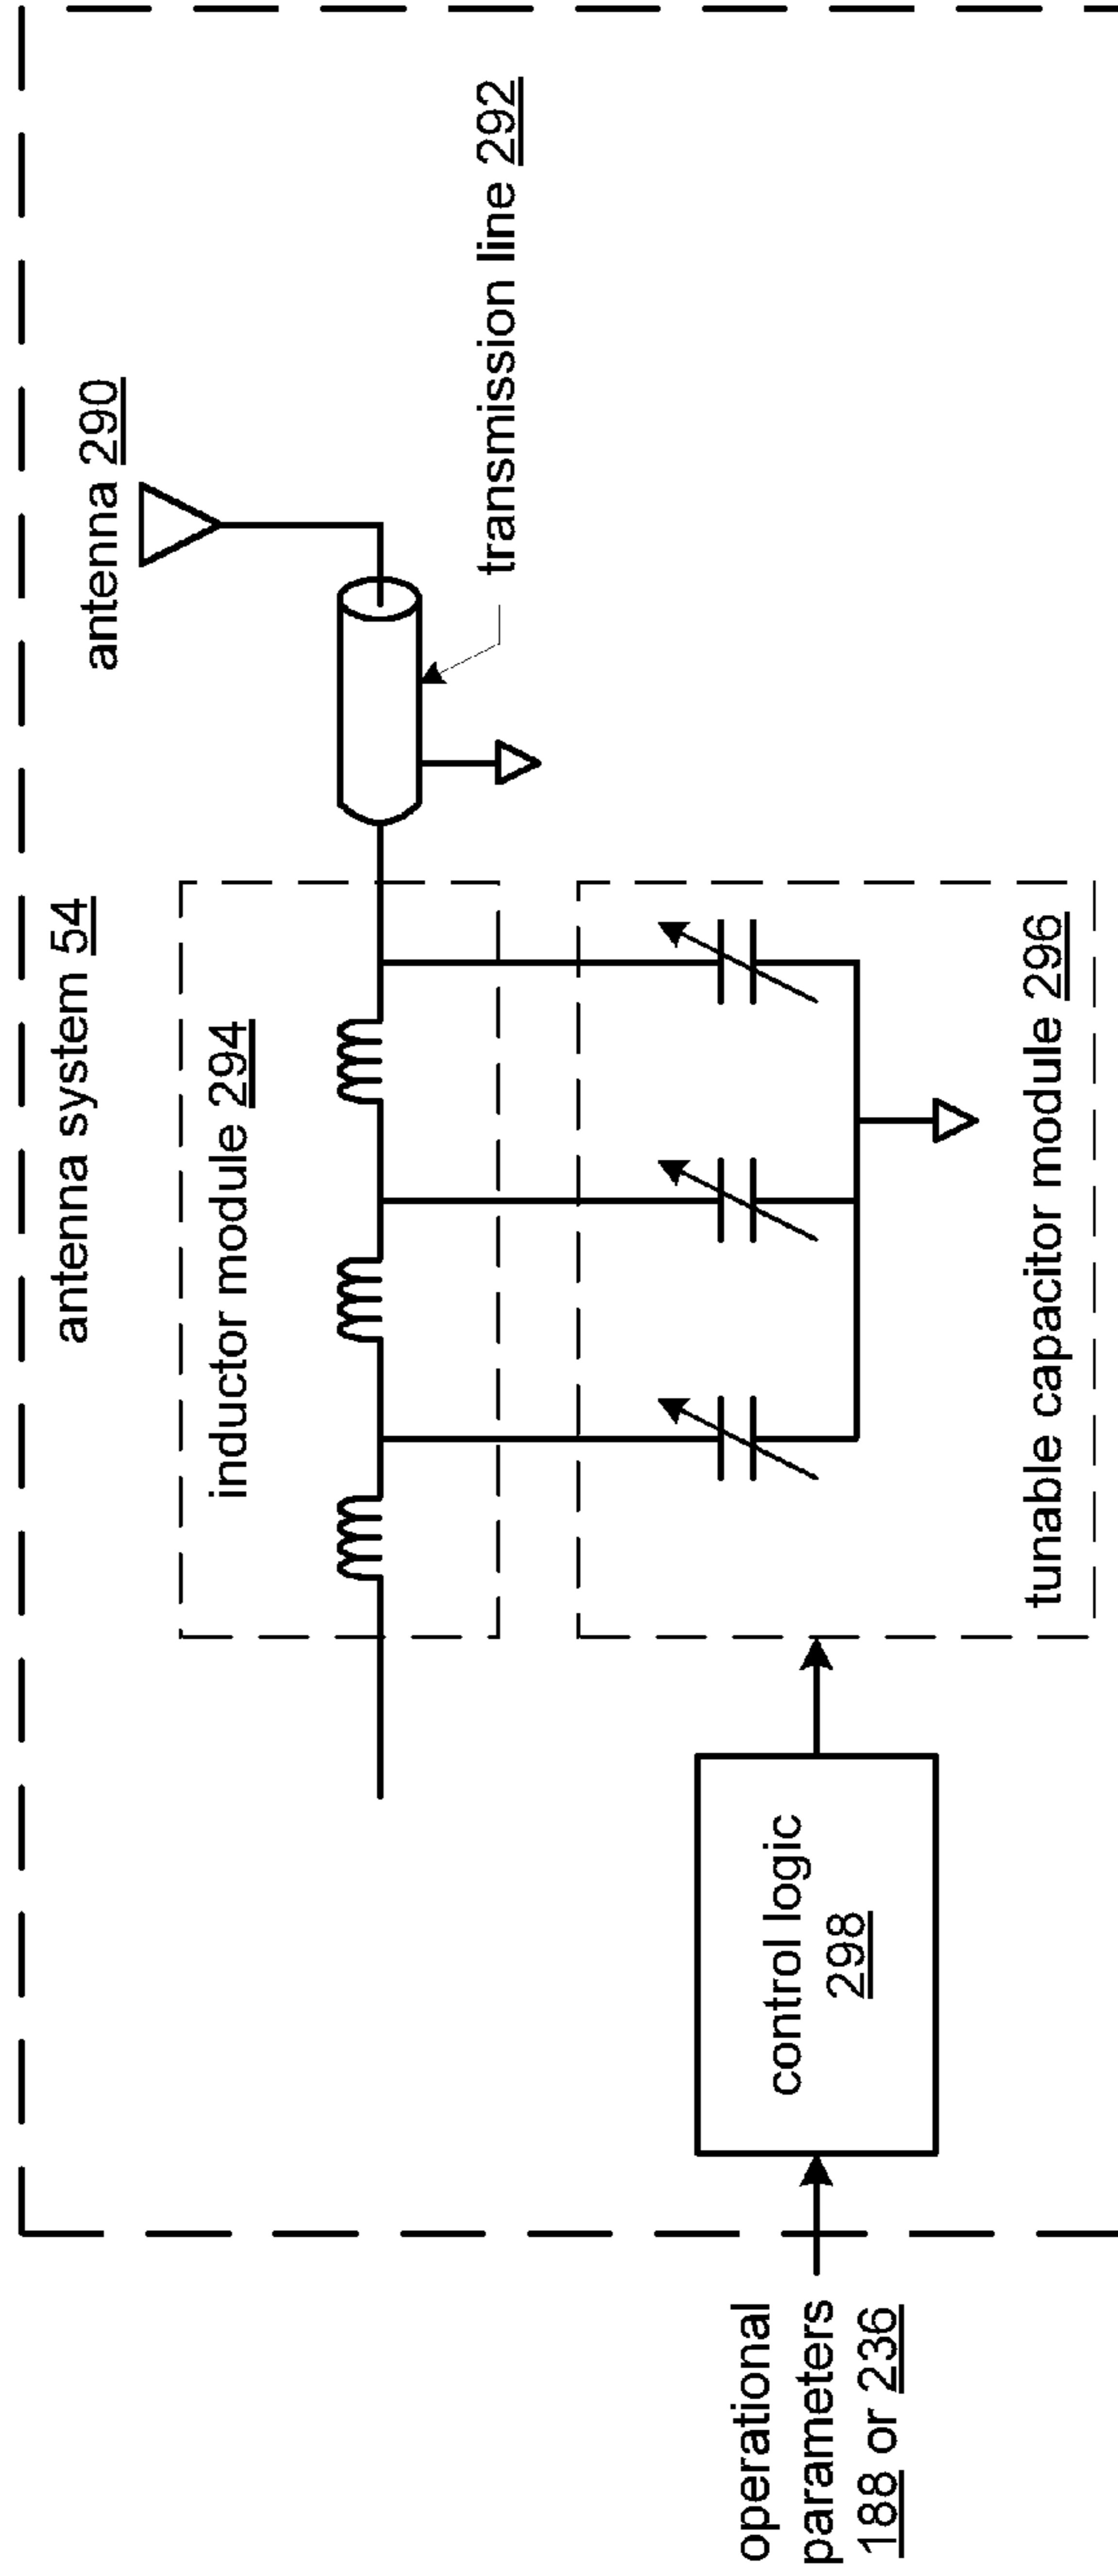 antenna system 54
antenna 290
inductor module 294
transmission line 292
tunable capacitor module 296
control logic
298
operational
parameters
188 or 236